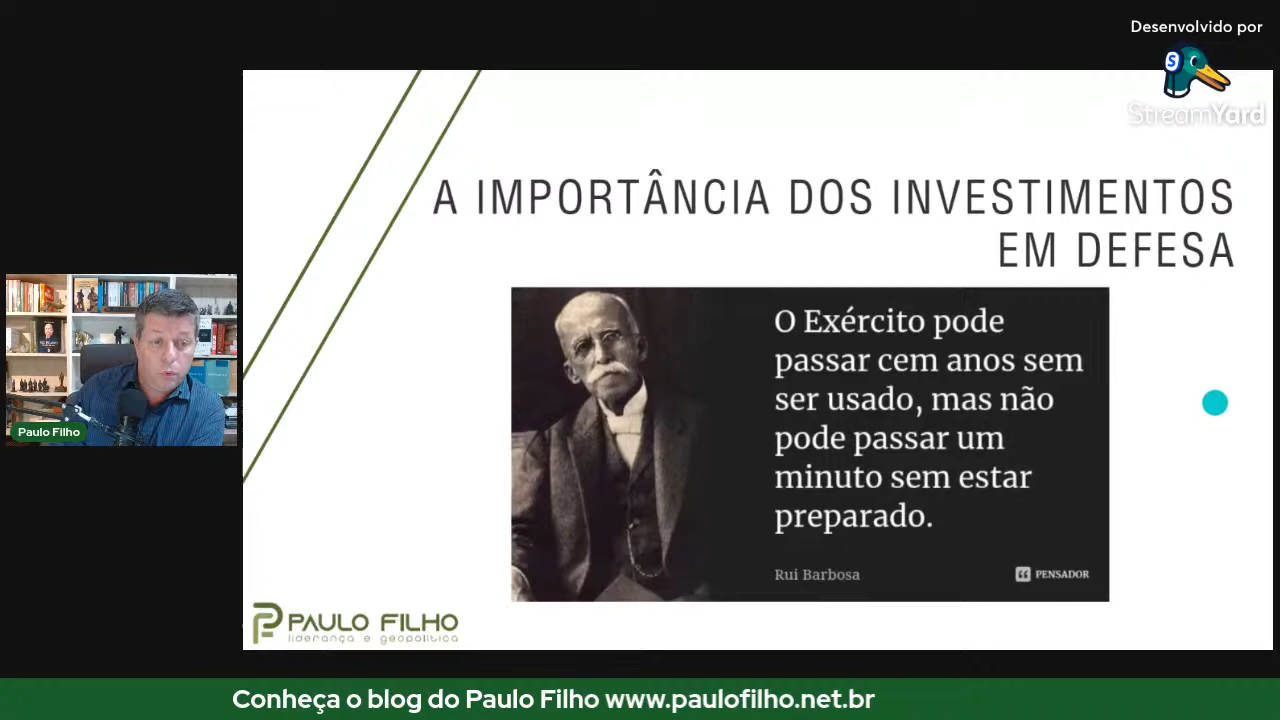 Desenvolvido por
S
StreamYard
A IMPORTÂNCIA DOS INVESTIMENTOS
EM DEFESA
O Exército pode
passar cem anos sem
ser usado, mas não
pode passar um
minuto sem estar
preparado.
Rui Barbosa
PENSADOR
Paulo Filho
PAULO FILHO
liderança e geopolítica
Conheça o blog do Paulo Filho www.paulofilho.net.br